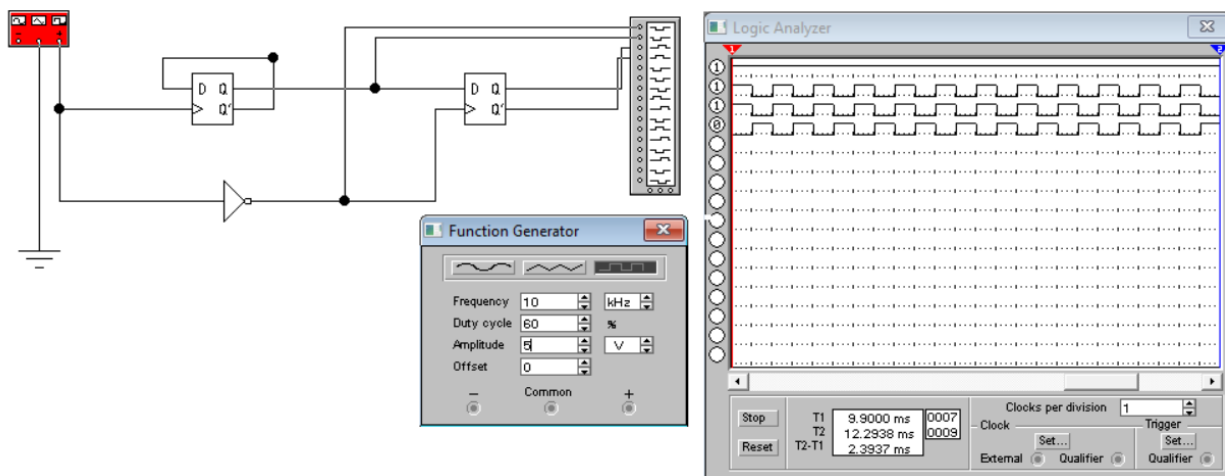 Logic Analyzer
1
2
1
1
1
0
D Q
Q'
D Q
Q'
Function Generator
Frequency 10 kHz
Duty cycle 60 %
Amplitude 5 V
Offset 0
− Common +
Clocks per division 1
Stop T1 9.9000 ms 0007 Clock Trigger
T2 12.2938 ms 0009 Set... Set...
Reset T2-T1 2.3937 ms External Qualifier Qualifier